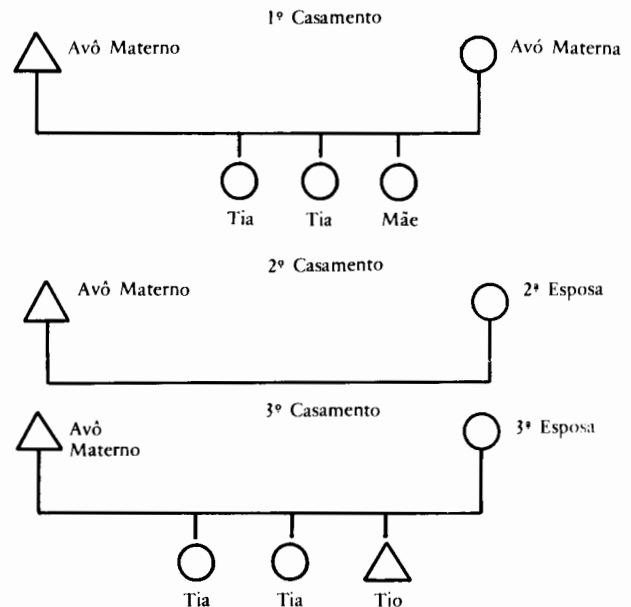 1º Casamento
Avô Materno
Avó Materna
Tia
Tia
Mãe
2º Casamento
Avô Materno
2ª Esposa
3º Casamento
Avô
Materno
3ª Esposa
Tia
Tia
Tio